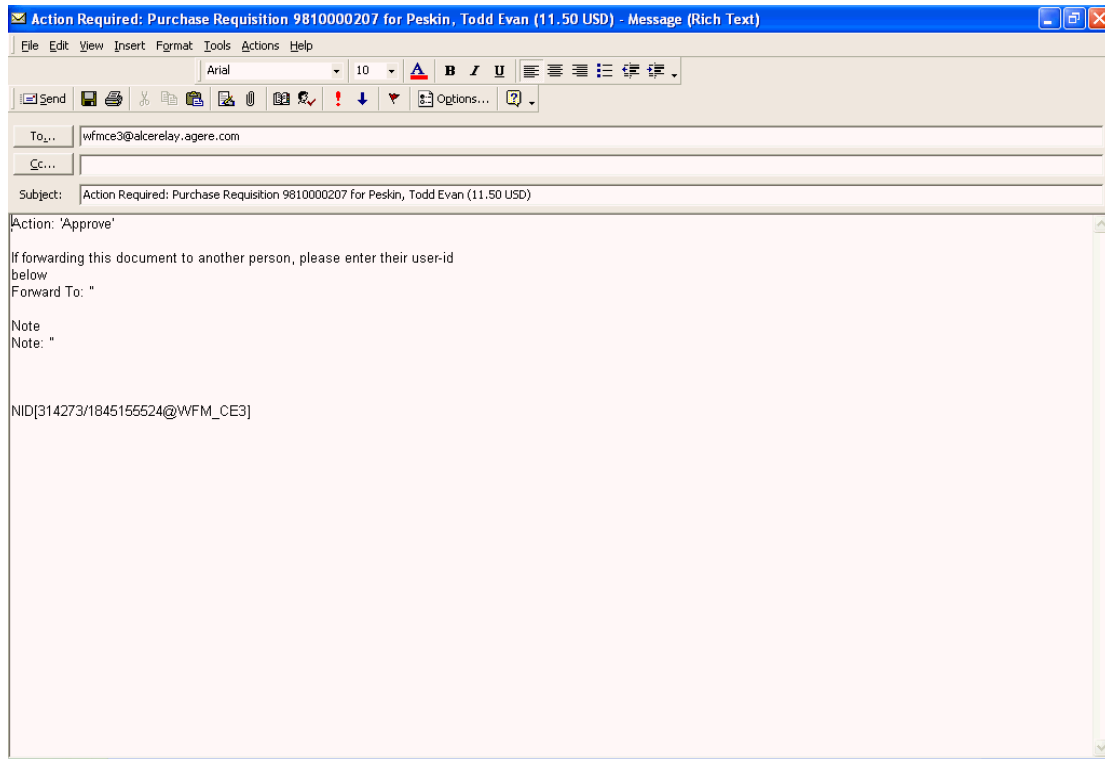 Action Required: Purchase Requisition 9810000207 for Peskin, Todd Evan (11.50 USD) - Message (Rich Text)
File Edit View Insert Format Tools Actions Help
Arial 10 A B I U
Send Options...
To... wfmce3@alcerelay.agere.com
Cc...
Subject: Action Required: Purchase Requisition 9810000207 for Peskin, Todd Evan (11.50 USD)
Action: 'Approve'
If forwarding this document to another person, please enter their user-id
below
Forward To: "
Note
Note: "
NID[314273/1845155524@WFM_CE3]